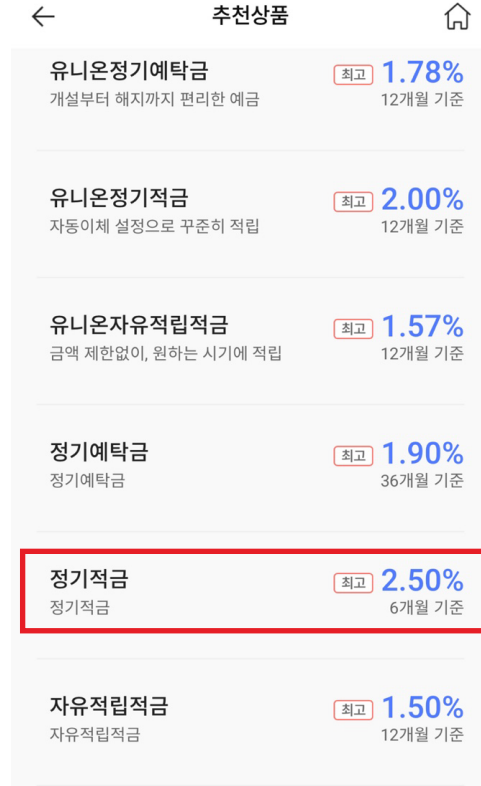 추천상품
유니온정기예탁금 최고 1.78%
개설부터 해지까지 편리한 예금 12개월 기준
유니온정기적금 최고 2.00%
자동이체 설정으로 꾸준히 적립 12개월 기준
유니온자유적립적금 최고 1.57%
금액 제한없이, 원하는 시기에 적립 12개월 기준
정기예탁금 최고 1.90%
정기예탁금 36개월 기준
정기적금 최고 2.50%
정기적금 6개월 기준
자유적립적금 최고 1.50%
자유적립적금 12개월 기준